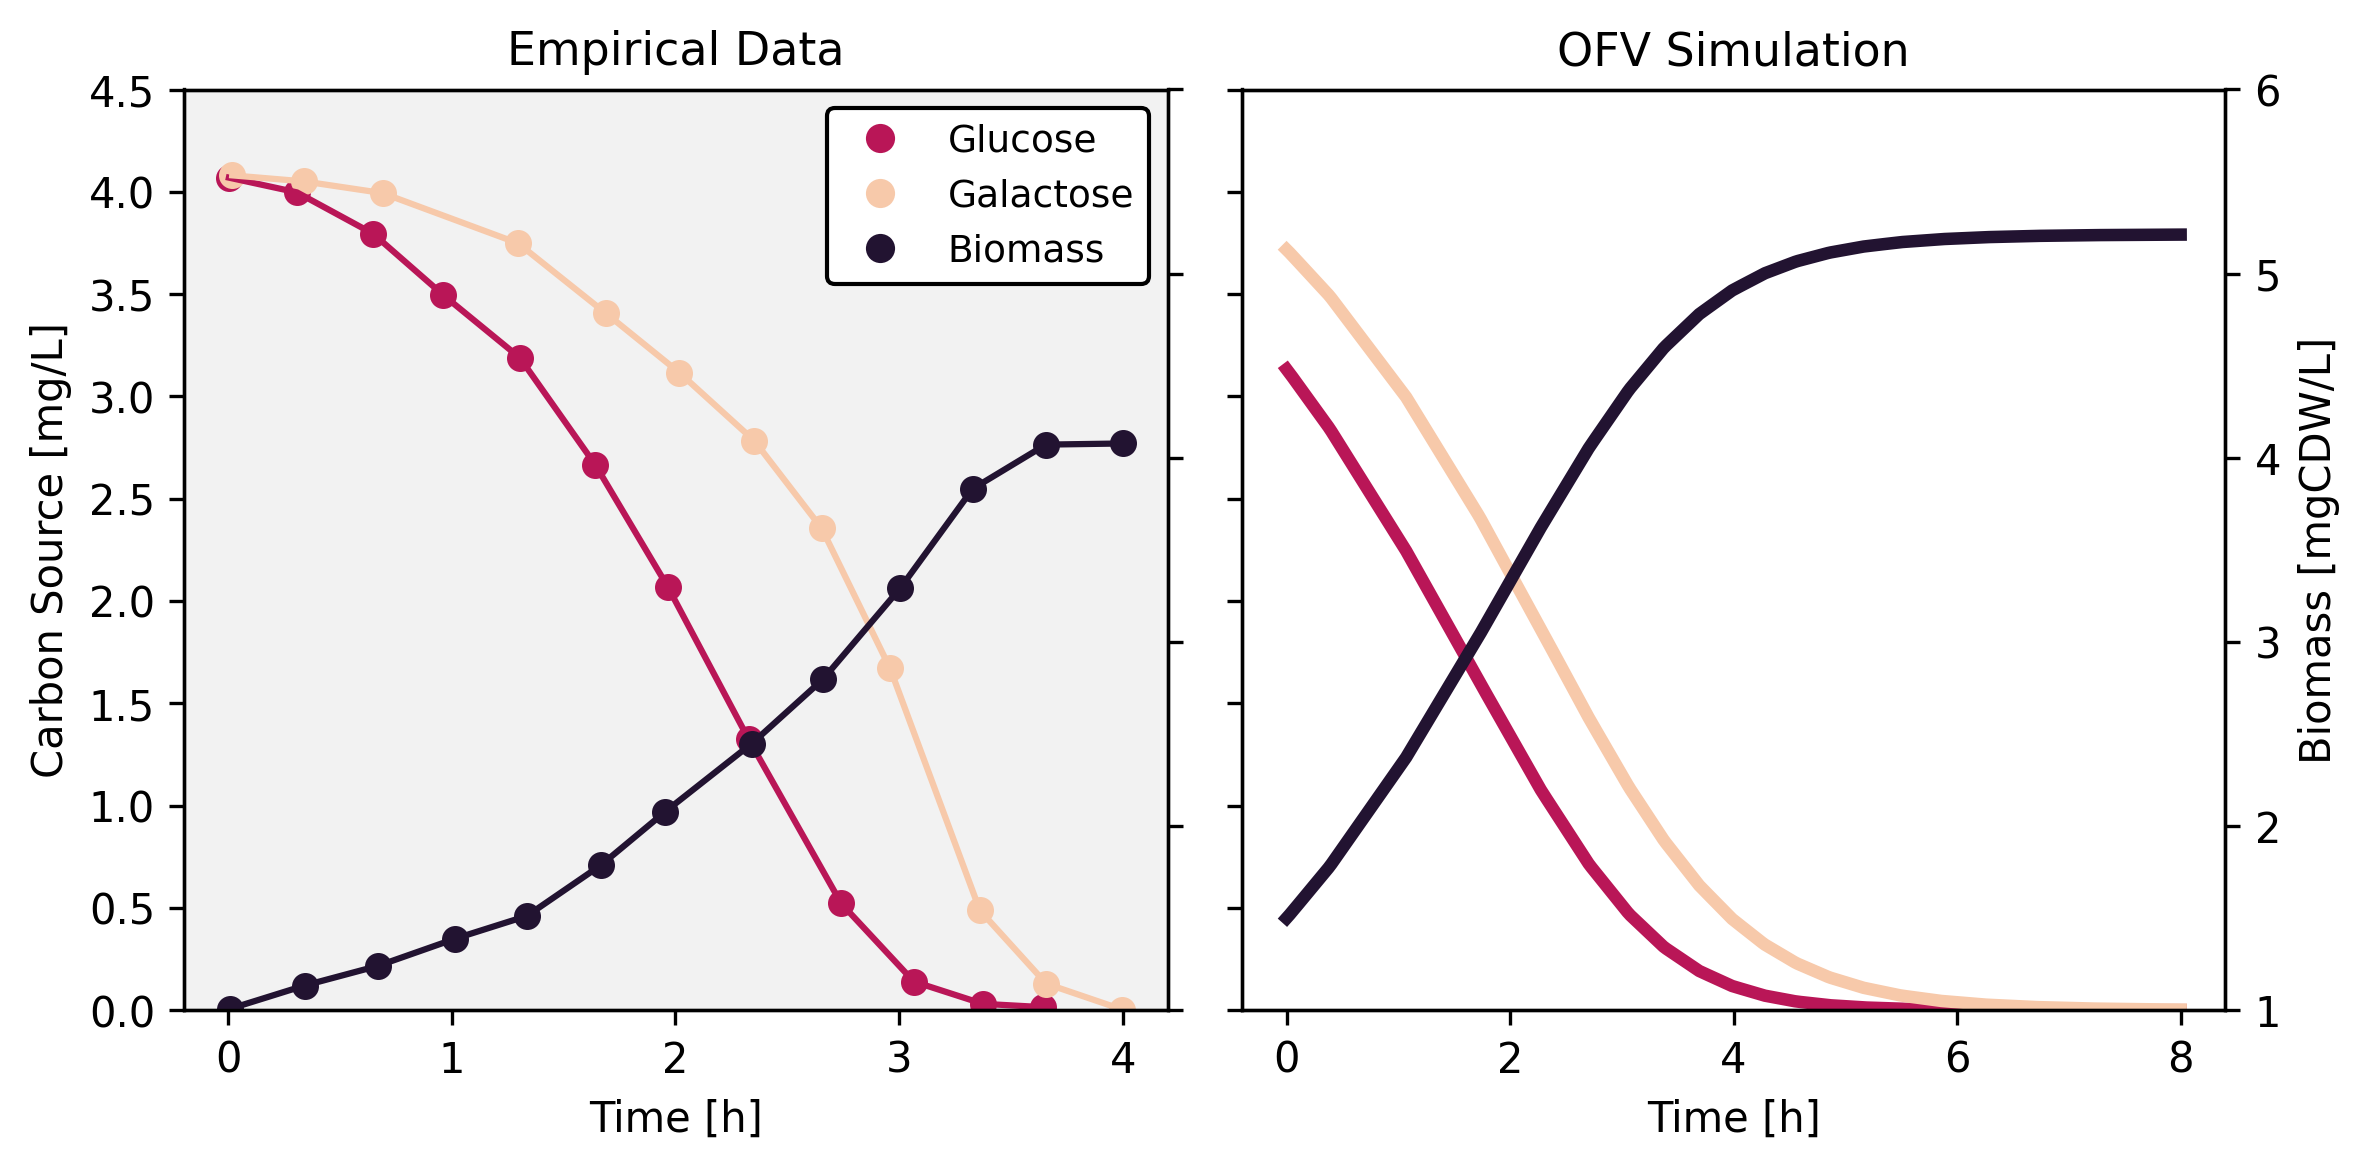 Empirical Data
OFV Simulation
4.5
4.0
3.5
3.0
2.5
2.0
1.5
1.0
0.5
0.0
Carbon Source [mg/L]
Glucose
Galactose
Biomass
0 1 2 3 4
Time [h]
0 2 4 6 8
Time [h]
6
5
4
3
2
1
Biomass [mgCDW/L]